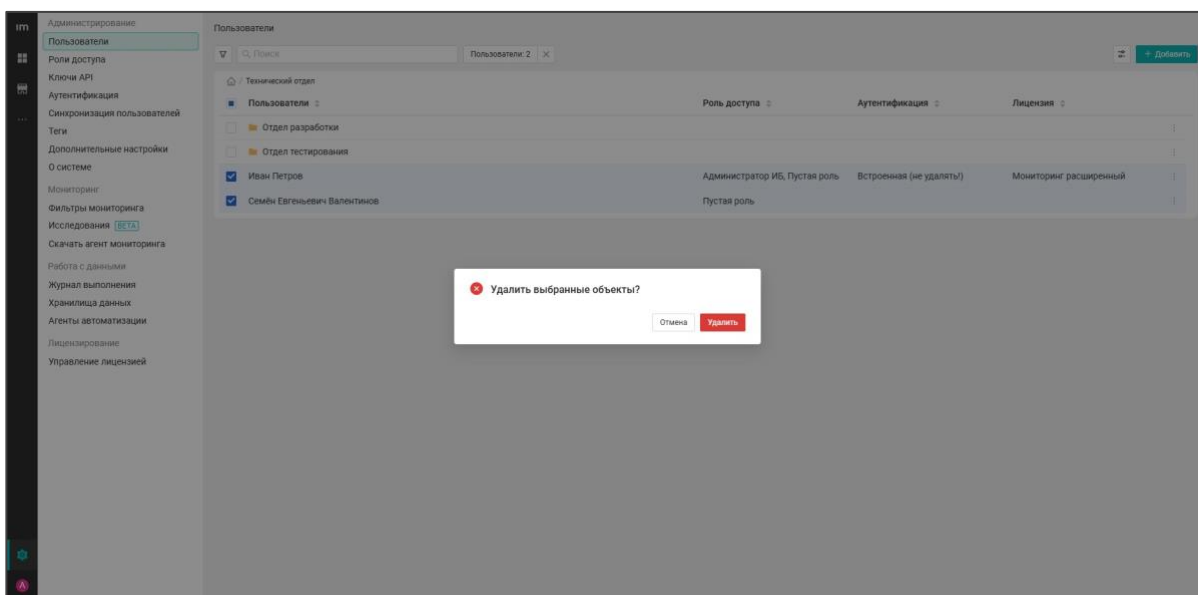 im
Администрирование
Пользователи
Роли доступа
Ключи API
Аутентификация
Синхронизация пользователей
Теги
Дополнительные настройки
О системе
Мониторинг
Фильтры мониторинга
Исследования BETA
Скачать агент мониторинга
Работа с данными
Журнал выполнения
Хранилища данных
Агенты автоматизации
Лицензирование
Управление лицензией
A
Пользователи
Поиск
Пользователи: 2
+ Добавить
/ Технический отдел
Пользователи Роль доступа Аутентификация Лицензия
Отдел разработки
Отдел тестирования
Иван Петров Администратор ИБ, Пустая роль Встроенная (не удалять!) Мониторинг расширенный
Семён Евгеньевич Валентинов Пустая роль
Удалить выбранные объекты?
Отмена Удалить